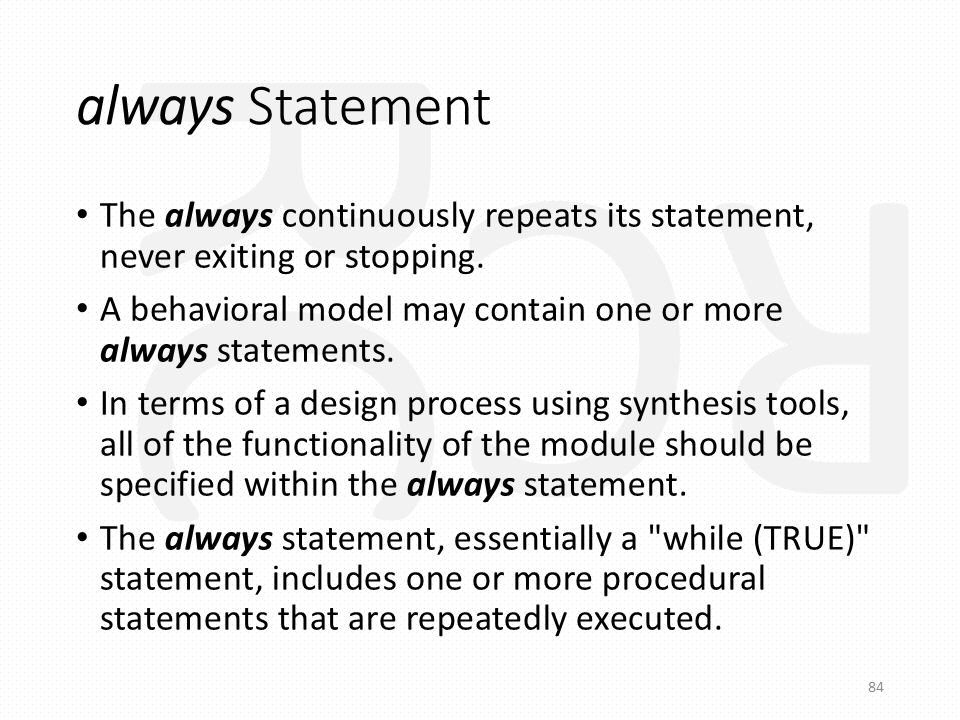 always Statement
• The always continuously repeats its statement,
never exiting or stopping.
• A behavioral model may contain one or more
always statements.
• In terms of a design process using synthesis tools,
all of the functionality of the module should be
specified within the always statement.
• The always statement, essentially a "while (TRUE)"
statement, includes one or more procedural
statements that are repeatedly executed.
84